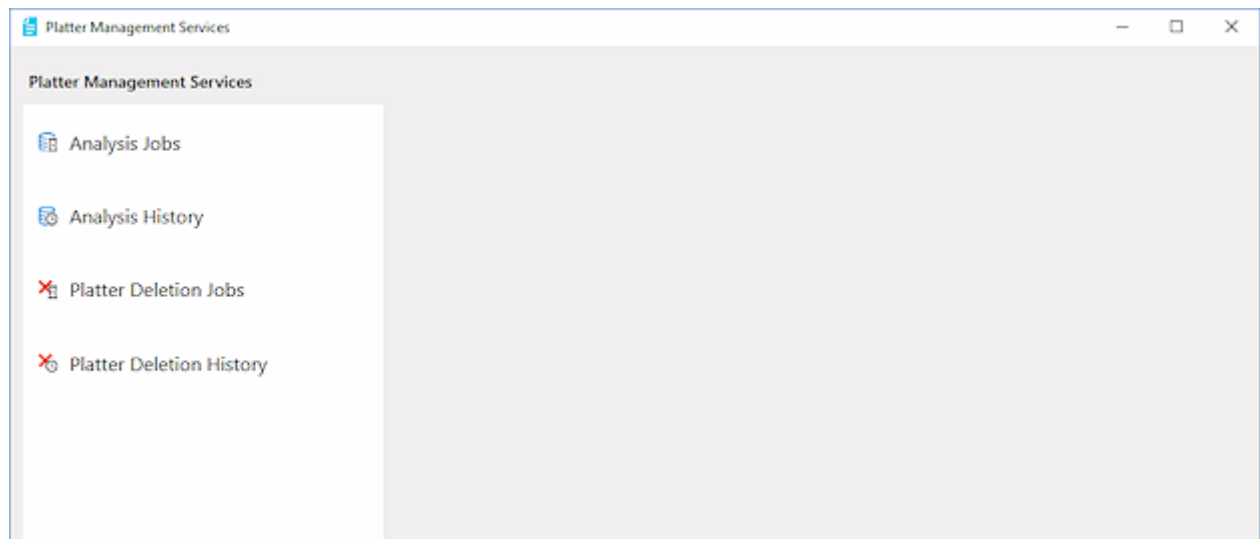 Platter Management Services
Platter Management Services
Analysis Jobs
Analysis History
Platter Deletion Jobs
Platter Deletion History